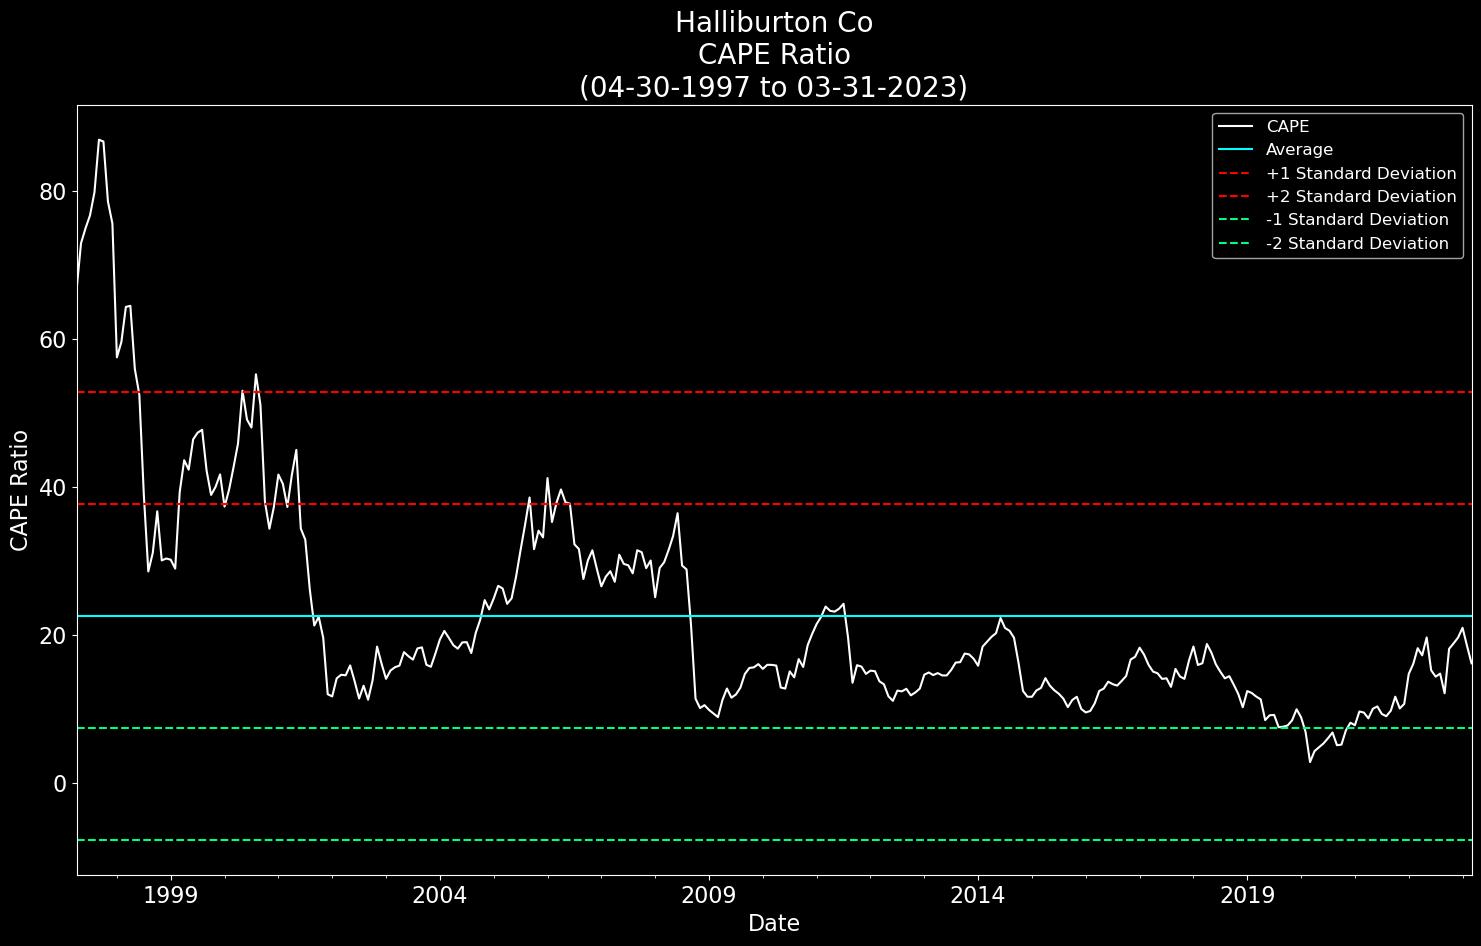 Halliburton Co
CAPE Ratio
(04-30-1997 to 03-31-2023)
CAPE
Average
+1 Standard Deviation
+2 Standard Deviation
-1 Standard Deviation
-2 Standard Deviation
CAPE Ratio
80
60
40
20
0
1999
2004
2009
2014
2019
Date